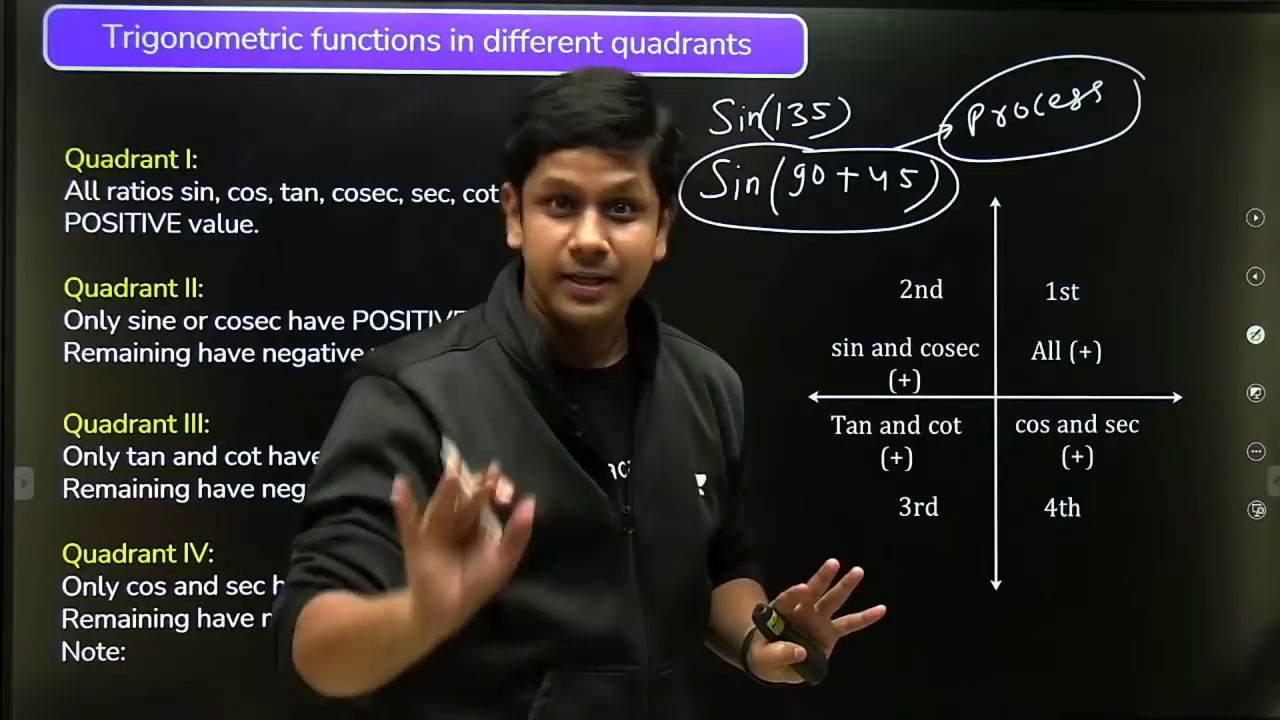 Trigonometric functions in different quadrants
Sin(135)
Process
Sin(90+45)
Quadrant I:
All ratios sin, cos, tan, cosec, sec, cot
POSITIVE value.
Quadrant II:
Only sine or cosec have
Remaining have negative
Quadrant III:
Only tan and cot have
Remaining have
Quadrant IV:
Only cos and sec
Remaining have
Note:
2nd
1st
sin and cosec
(+)
All (+)
Tan and cot
(+)
cos and sec
(+)
3rd
4th